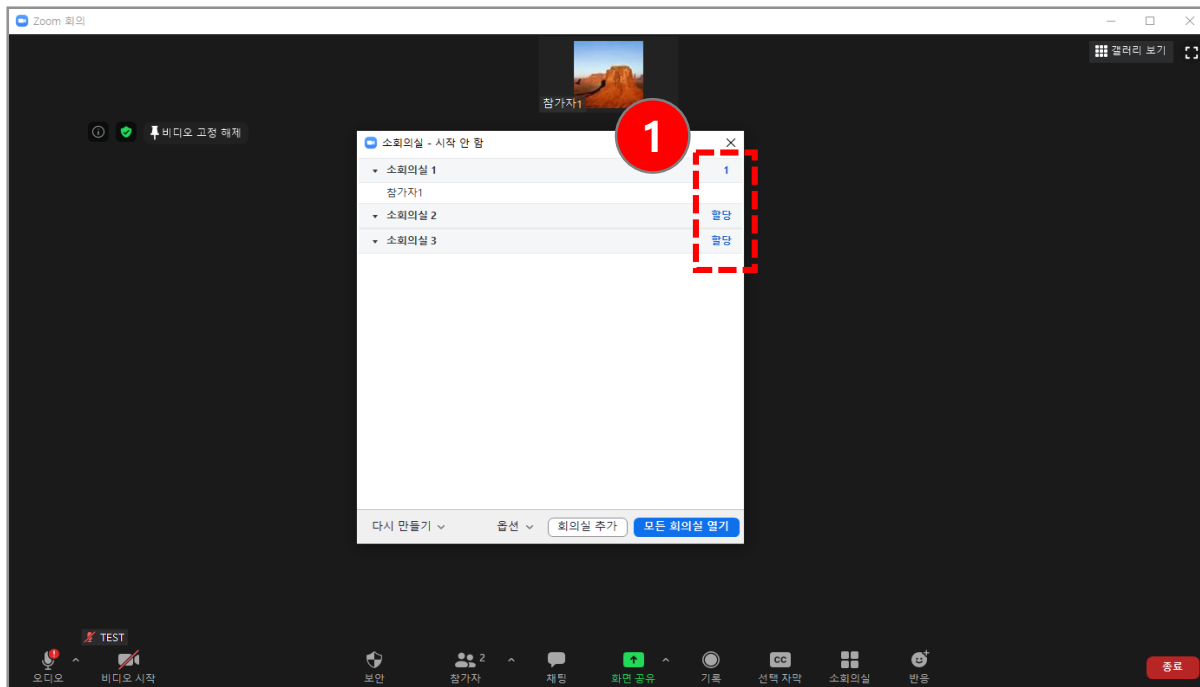 Zoom 회의
갤러리 보기
참가자1
비디오 고정 해제
1
소회의실 - 시작 안 함
소회의실 1
1
참가자1
소회의실 2
할당
소회의실 3
할당
다시 만들기
옵션
회의실 추가
모든 회의실 열기
TEST
오디오
비디오 시작
보안
2
참가자
채팅
화면 공유
기록
CC
선택 자막
소회의실
반응
종료